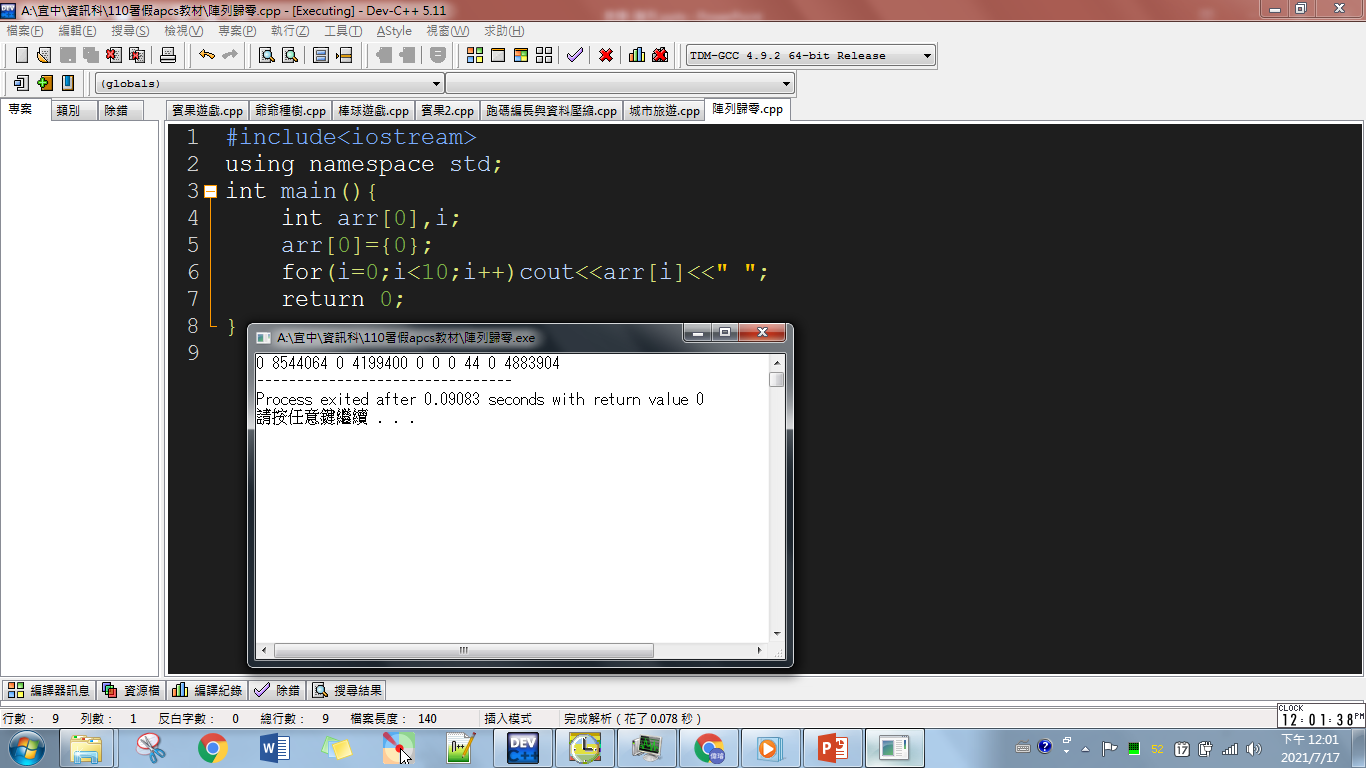 A:\宜中\資訊科\110暑假apcs教材\陣列歸零.cpp - [Executing] - Dev-C++ 5.11
檔案(F) 編輯(E) 搜尋(S) 檢視(V) 專案(P) 執行(Z) 工具(T) AStyle 視窗(W) 求助(H)
TDM-GCC 4.9.2 64-bit Release
(globals)
專案 類別 除錯 賓果遊戲.cpp 爺爺種樹.cpp 棒球遊戲.cpp 賓果2.cpp 跑碼編長與資料壓縮.cpp 城市旅遊.cpp 陣列歸零.cpp
1 #include<iostream>
2 using namespace std;
3 int main(){
4 int arr[0],i;
5 arr[0]={0};
6 for(i=0;i<10;i++)cout<<arr[i]<<" ";
7 return 0;
8 }
9
A:\宜中\資訊科\110暑假apcs教材\陣列歸零.exe
0 8544064 0 4199400 0 0 0 44 0 4883904
--------------------------------
Process exited after 0.09083 seconds with return value 0
請按任意鍵繼續 . . .
編譯器訊息 資源檔 編譯紀錄 除錯 搜尋結果
行數： 9 列數： 1 反白字數： 0 總行數： 9 檔案長度： 140 插入模式 完成解析 ( 花了 0.078 秒 )
CLOCK
12:01:38PM
DEV C++
52
17
下午 12:01
2021/7/17